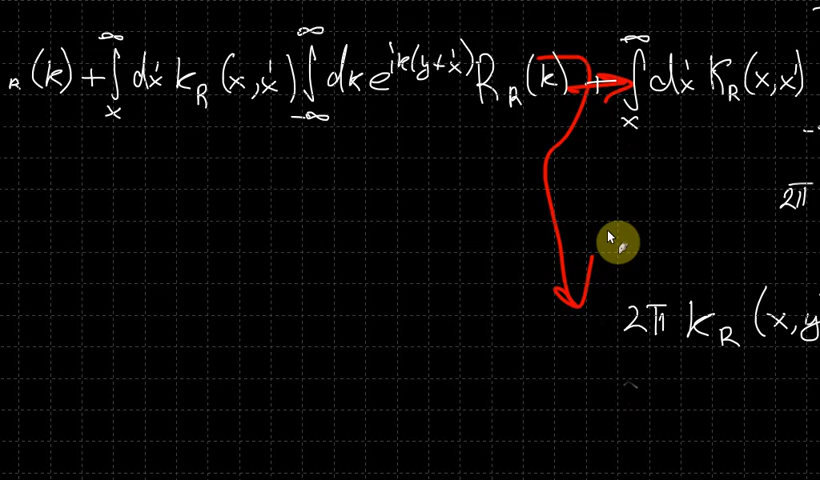 R (k) + ∫_x^∞ dx' K_R (x,x') ∫_{-∞}^∞ dk e^{ik(y+x')} R_R (k) + ∫_x^∞ dx' K_R (x,x')
2π
2π K_R (x,y